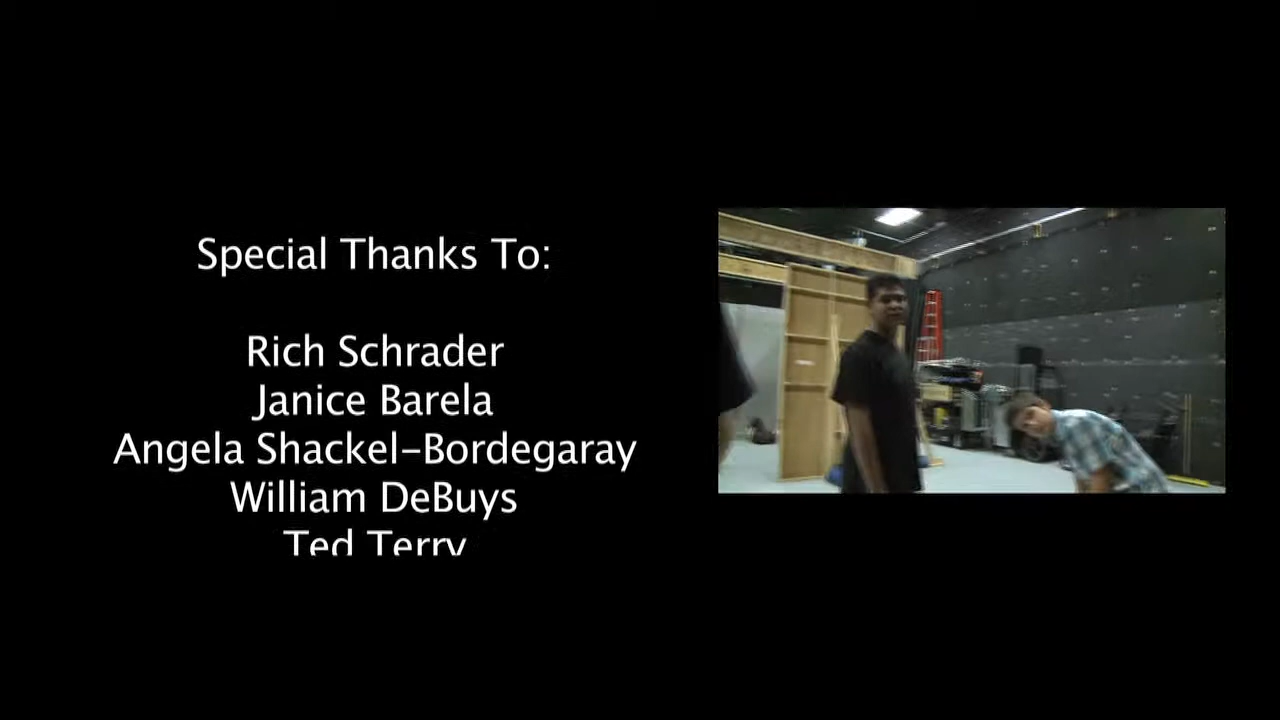 Special Thanks To:
Rich Schrader
Janice Barela
Angela Shackel-Bordegaray
William DeBuys
Ted Terry